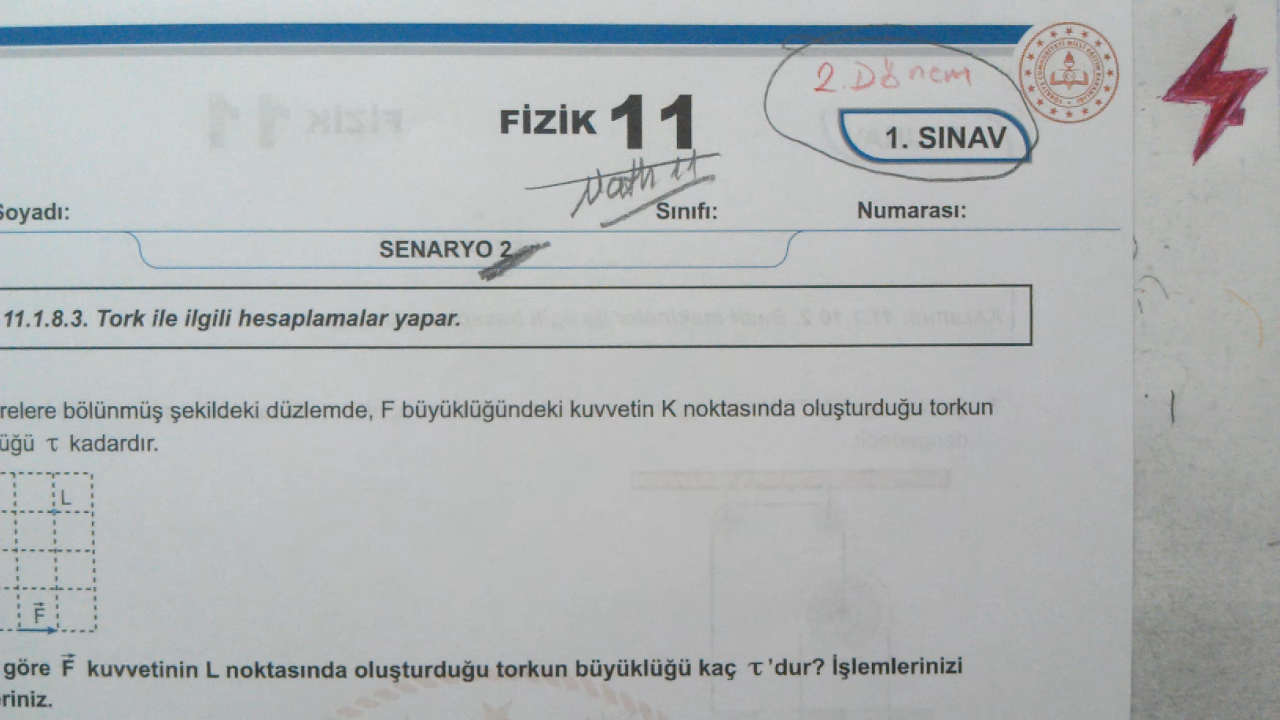 2.Dönem
FİZİK 11
1. SINAV
Math 11
Soyadı:
Sınıfı:
Numarası:
SENARYO 2
11.1.8.3. Tork ile ilgili hesaplamalar yapar.
relere bölünmüş şekildeki düzlemde, F büyüklüğündeki kuvvetin K noktasında oluşturduğu torkun
üğü τ kadardır.
L
F
göre F kuvvetinin L noktasında oluşturduğu torkun büyüklüğü kaç τ'dur? İşlemlerinizi
eriniz.